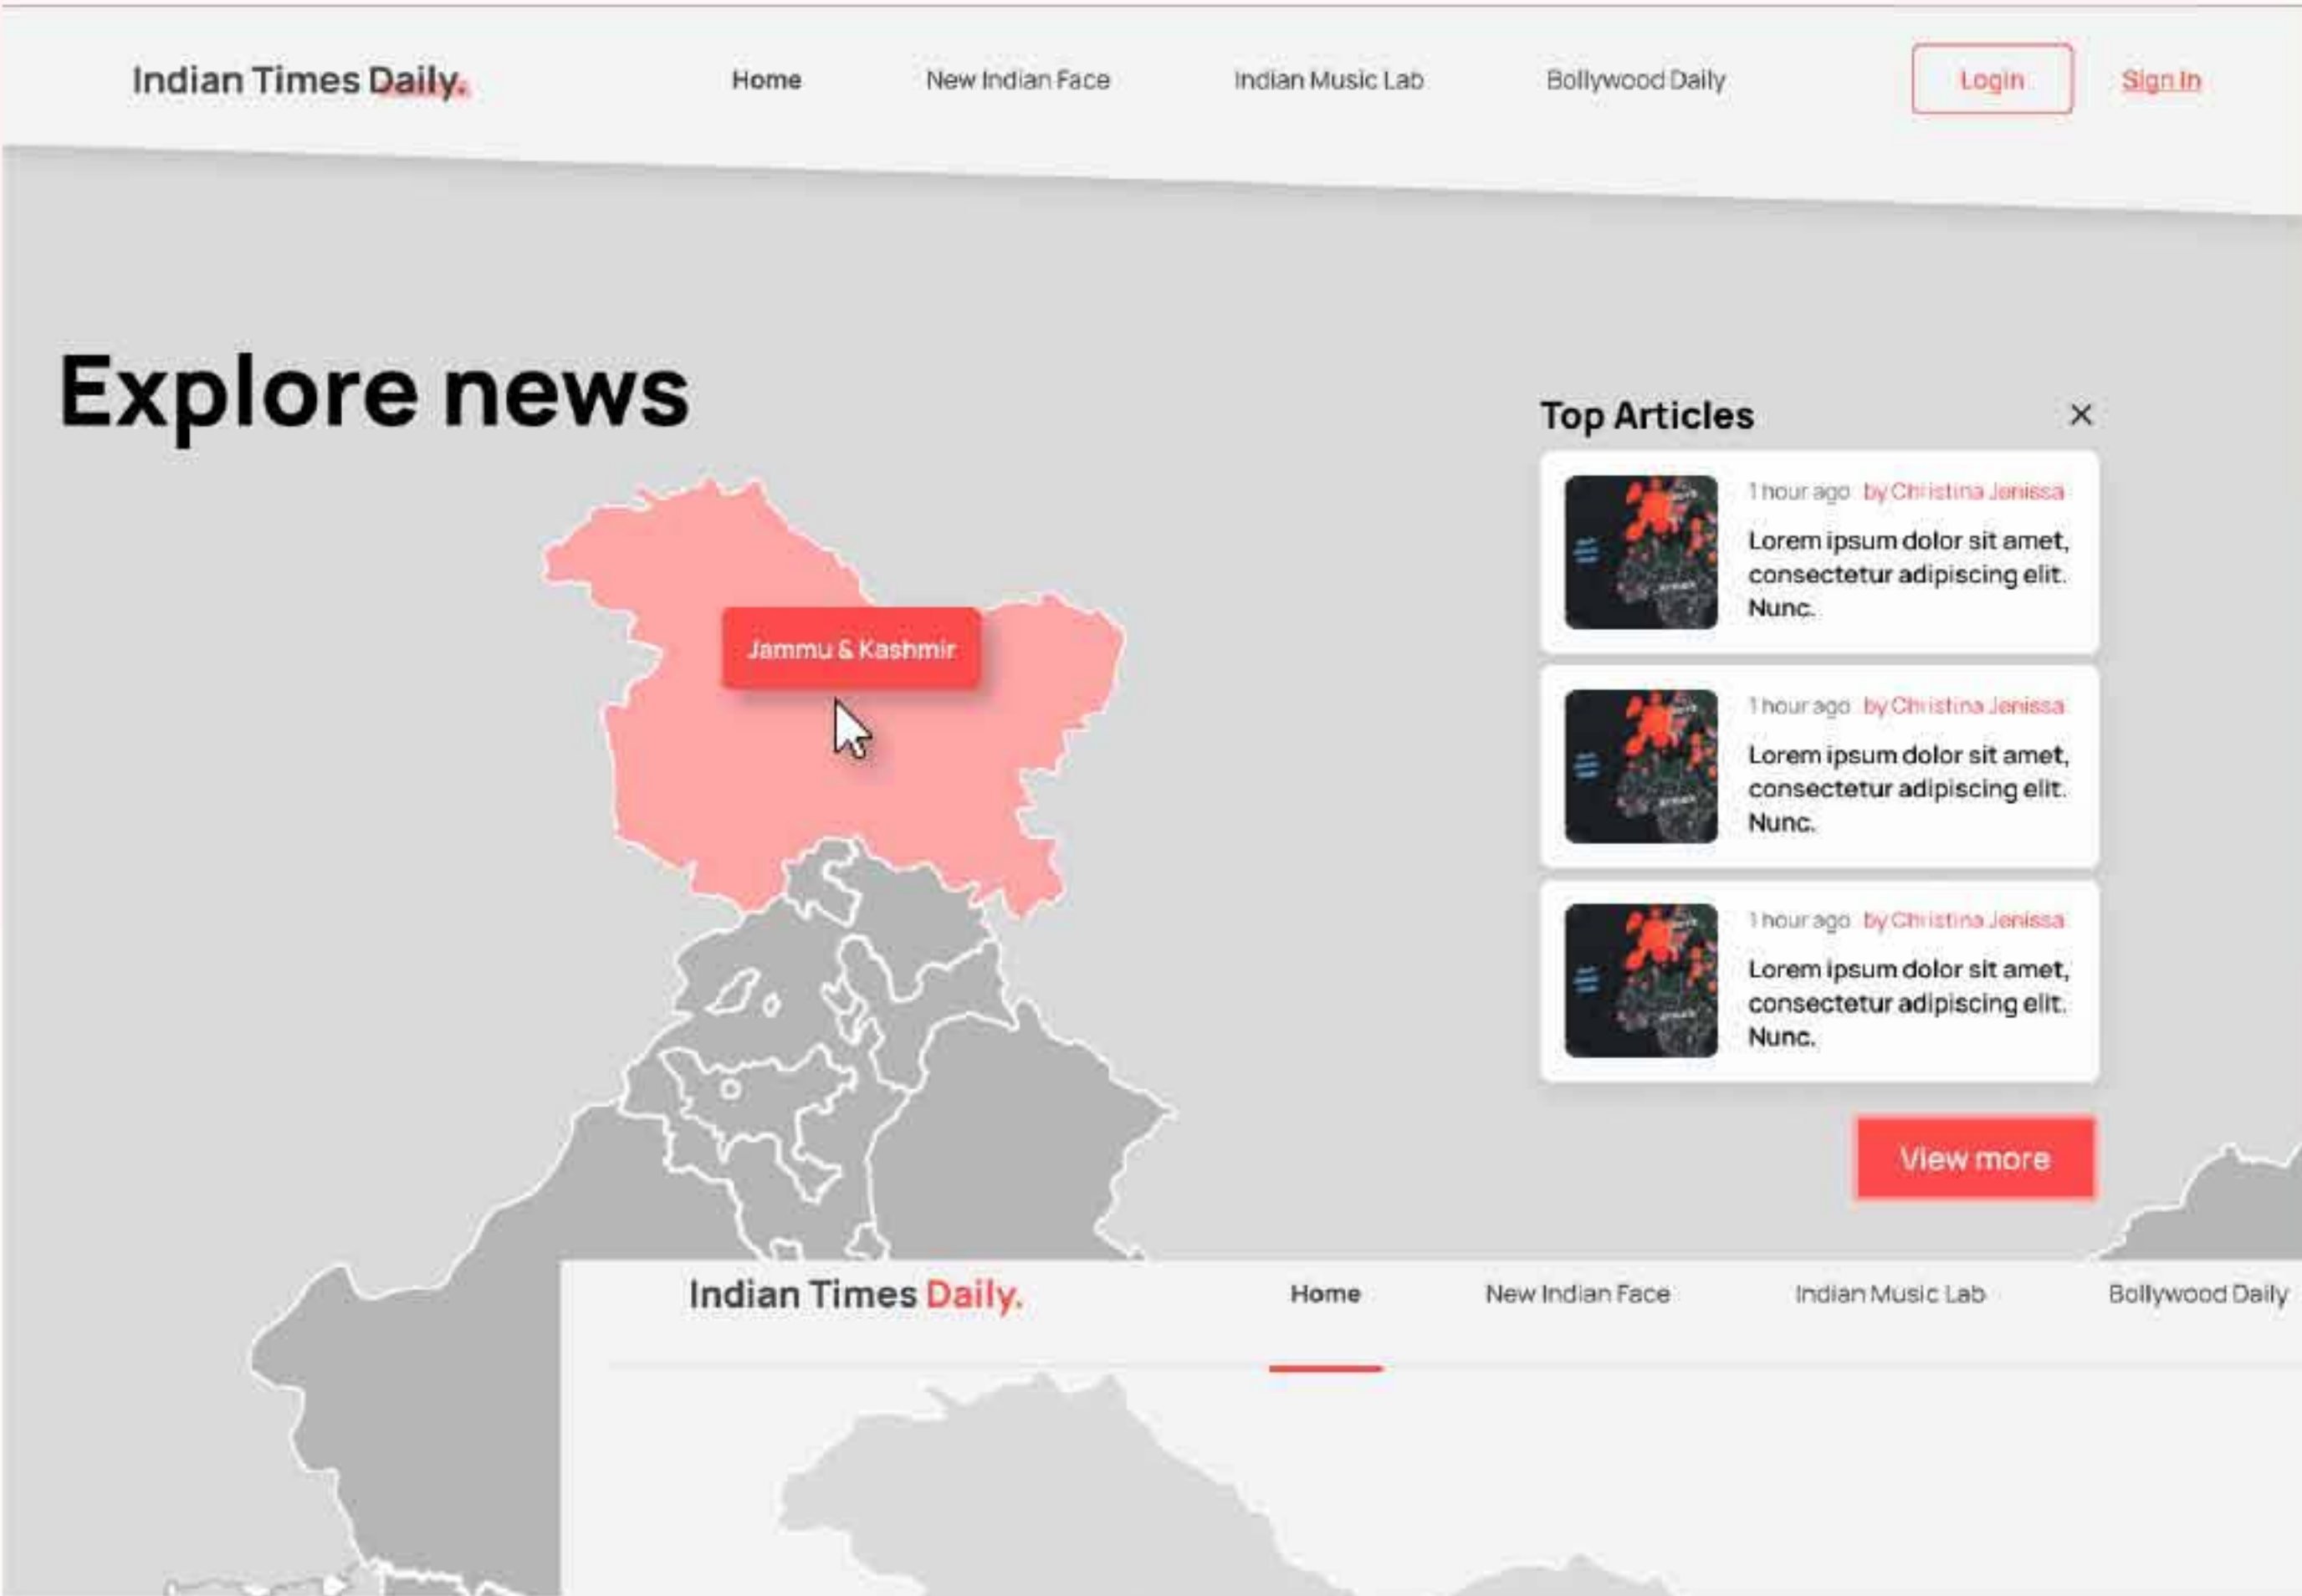 Indian Times Daily.
Home
New Indian Face
Indian Music Lab
Bollywood Daily
Login
Sign In
Explore news
Top Articles
1 hour ago by Christina Jenissa
Lorem ipsum dolor sit amet,
consectetur adipiscing elit.
Nunc.
1 hour ago by Christina Jenissa
Lorem ipsum dolor sit amet,
consectetur adipiscing elit.
Nunc.
1 hour ago by Christina Jenissa
Lorem ipsum dolor sit amet,
consectetur adipiscing elit.
Nunc.
Jammu & Kashmir
View more
Indian Times Daily.
Home
New Indian Face
Indian Music Lab
Bollywood Daily